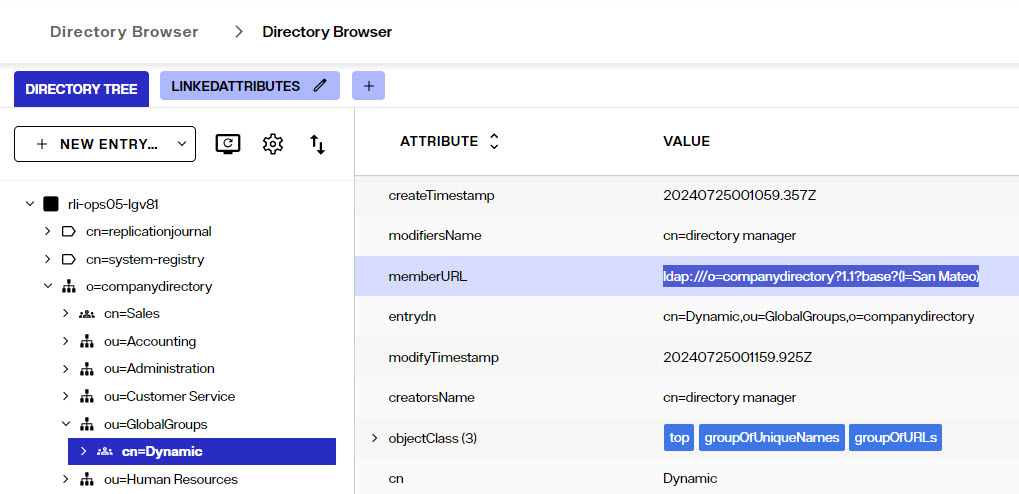 Directory Browser > Directory Browser
DIRECTORY TREE LINKEDATTRIBUTES +
+ NEW ENTRY...
ATTRIBUTE VALUE
rli-ops05-lgv81
cn=replicationjournal
cn=system-registry
o=companydirectory
cn=Sales
ou=Accounting
ou=Administration
ou=Customer Service
ou=GlobalGroups
cn=Dynamic
ou=Human Resources
createTimestamp 20240725001059.357Z
modifiersName cn=directory manager
memberURL ldap:///o=companydirectory?1.1?base?(l=San Mateo)
entrydn cn=Dynamic,ou=GlobalGroups,o=companydirectory
modifyTimestamp 20240725001159.925Z
creatorsName cn=directory manager
objectClass (3) top groupOfUniqueNames groupOfURLs
cn Dynamic